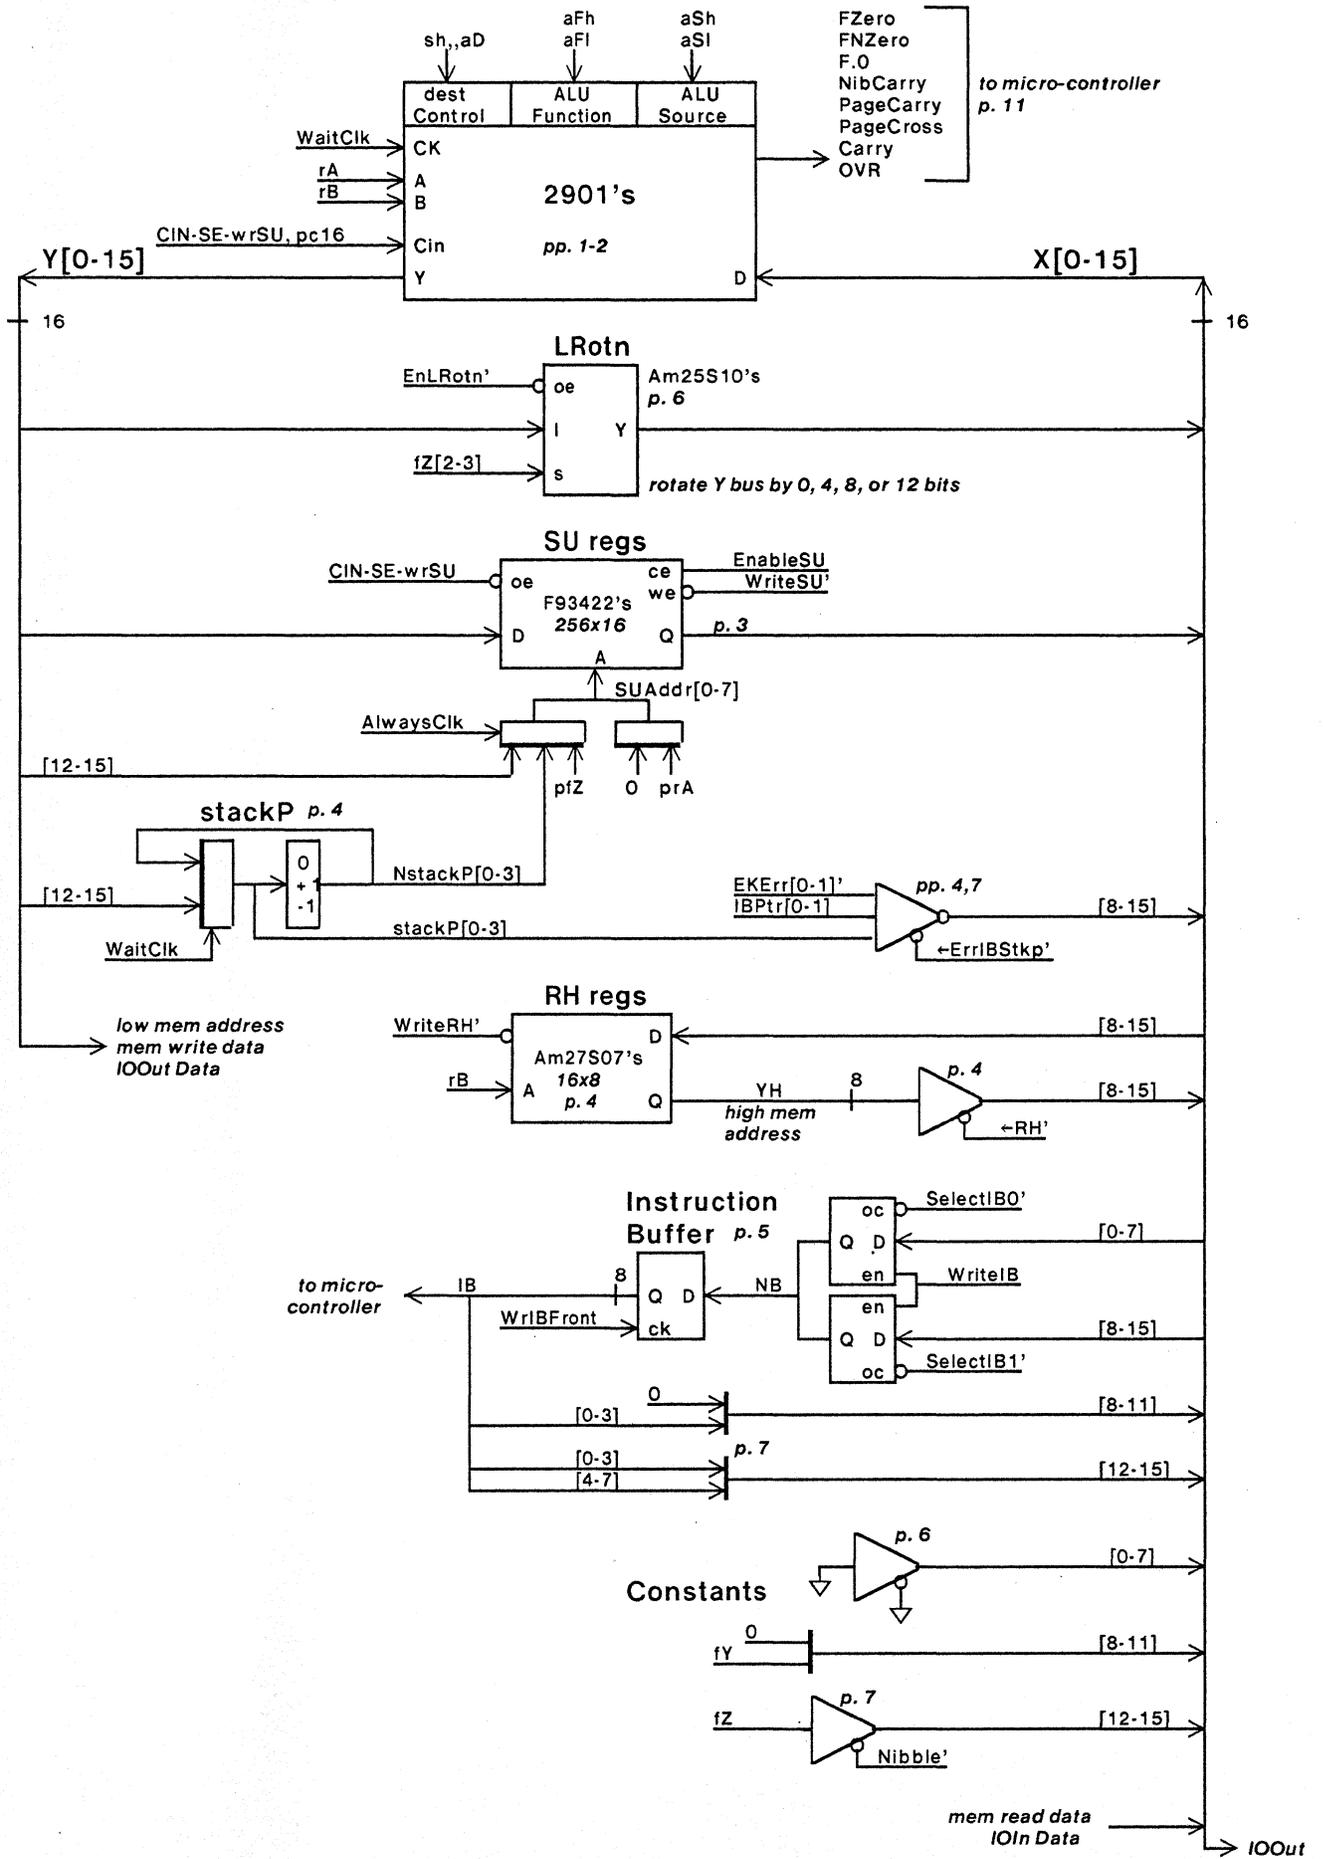 aFh
aSh
FZero
sh,,aD
aFl
aSl
FNZero
F.0
NibCarry
to micro-controller
dest
ALU
ALU
PageCarry
p. 11
Control
Function
Source
PageCross
WaitClk
CK
Carry
rA
A
OVR
rB
B
2901's
CIN-SE-wrSU, pc16
Cin
pp. 1-2
Y[0-15]
X[0-15]
Y
D
16
16
LRotn
EnLRotn'
oe
Am25S10's
p. 6
I
Y
fZ[2-3]
s
rotate Y bus by 0, 4, 8, or 12 bits
SU regs
CIN-SE-wrSU
oe
ce
EnableSU
we
WriteSU'
F93422's
256x16
D
Q
p. 3
A
SUAddr[0-7]
AlwaysClk
[12-15]
pfZ
0
prA
stackP p. 4
0
+ 1
-1
NstackP[0-3]
EKErr[0-1]'
pp. 4,7
[12-15]
IBPtr[0-1]
[8-15]
stackP[0-3]
WaitClk
←ErrIBStkp'
RH regs
low mem address
mem write data
IOOut Data
WriteRH'
D
[8-15]
Am27S07's
16x8
p. 4
rB
A
Q
YH
8
p. 4
[8-15]
high mem
address
←RH'
Instruction
Buffer p. 5
oc
SelectIB0'
Q
D
[0-7]
en
WriteIB
to micro-
controller
IB
8
Q
D
NB
en
WrIBFront
ck
Q
D
[8-15]
oc
SelectIB1'
0
[0-3]
[8-11]
p. 7
[0-3]
[4-7]
[12-15]
p. 6
[0-7]
Constants
0
fY
[8-11]
p. 7
fZ
[12-15]
Nibble'
mem read data
IOIn Data
IOOut